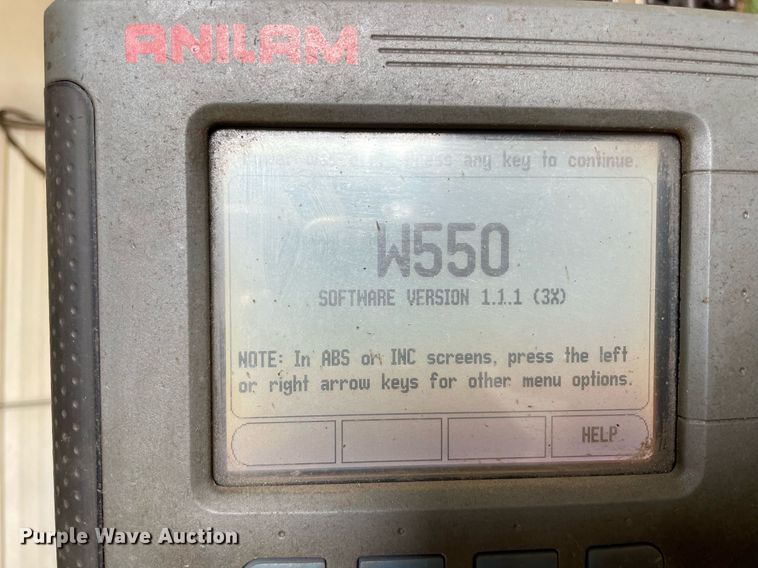 ANILAM
press any key to continue.
W550
SOFTWARE VERSION 1.1.1 (3X)
NOTE: In ABS or INC screens, press the left
or right arrow keys for other menu options.
HELP
Purple Wave Auction